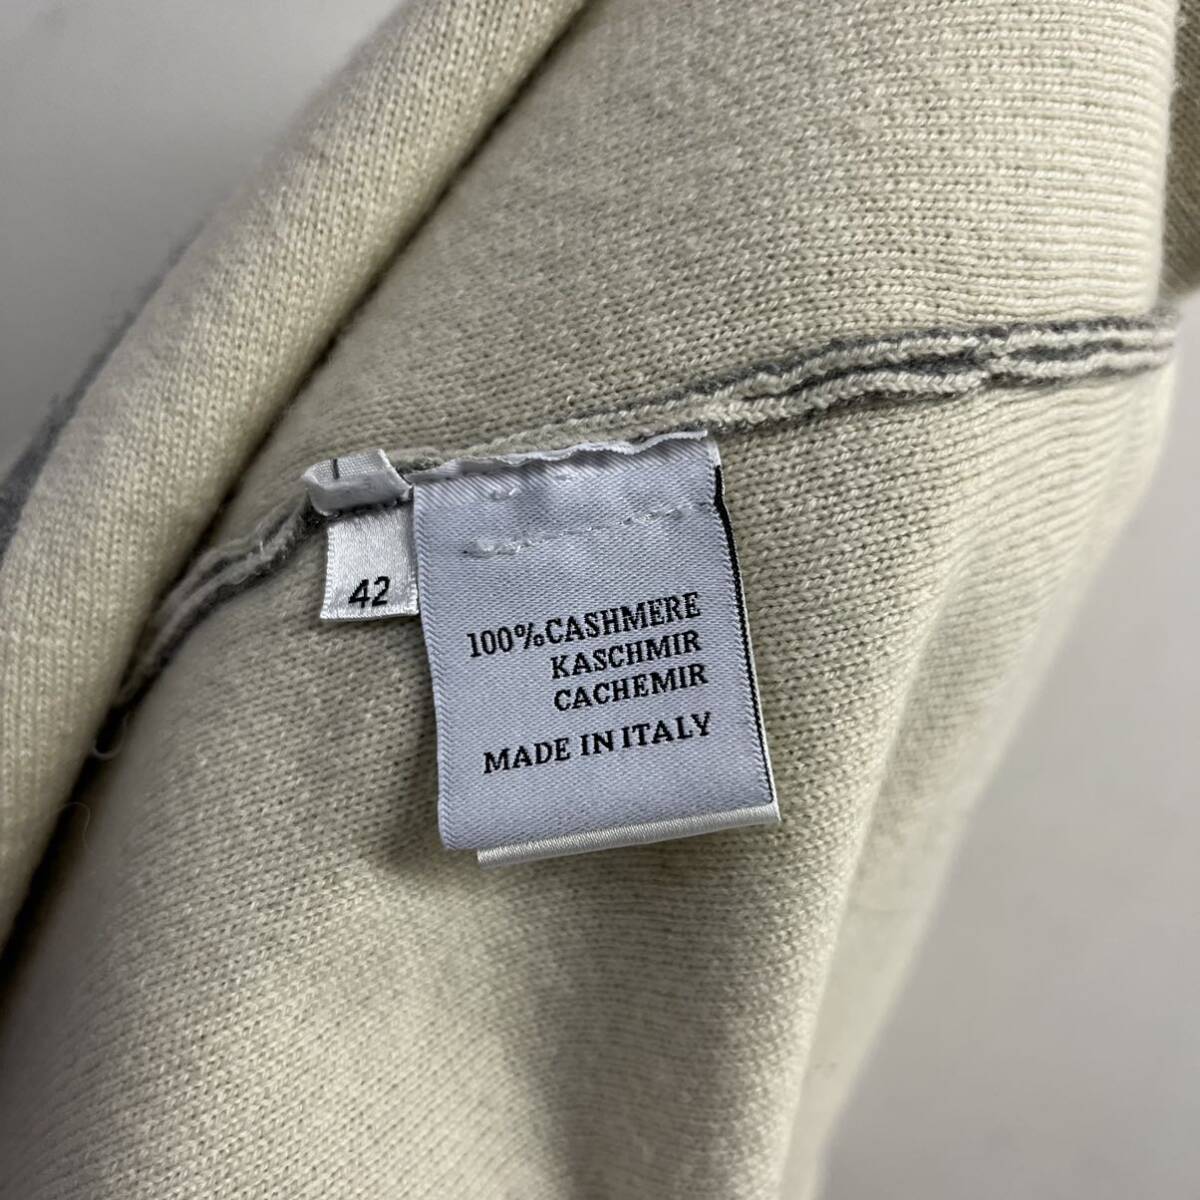 42
100%CASHMERE
KASCHMIR
CACHEMIR
MADE IN ITALY